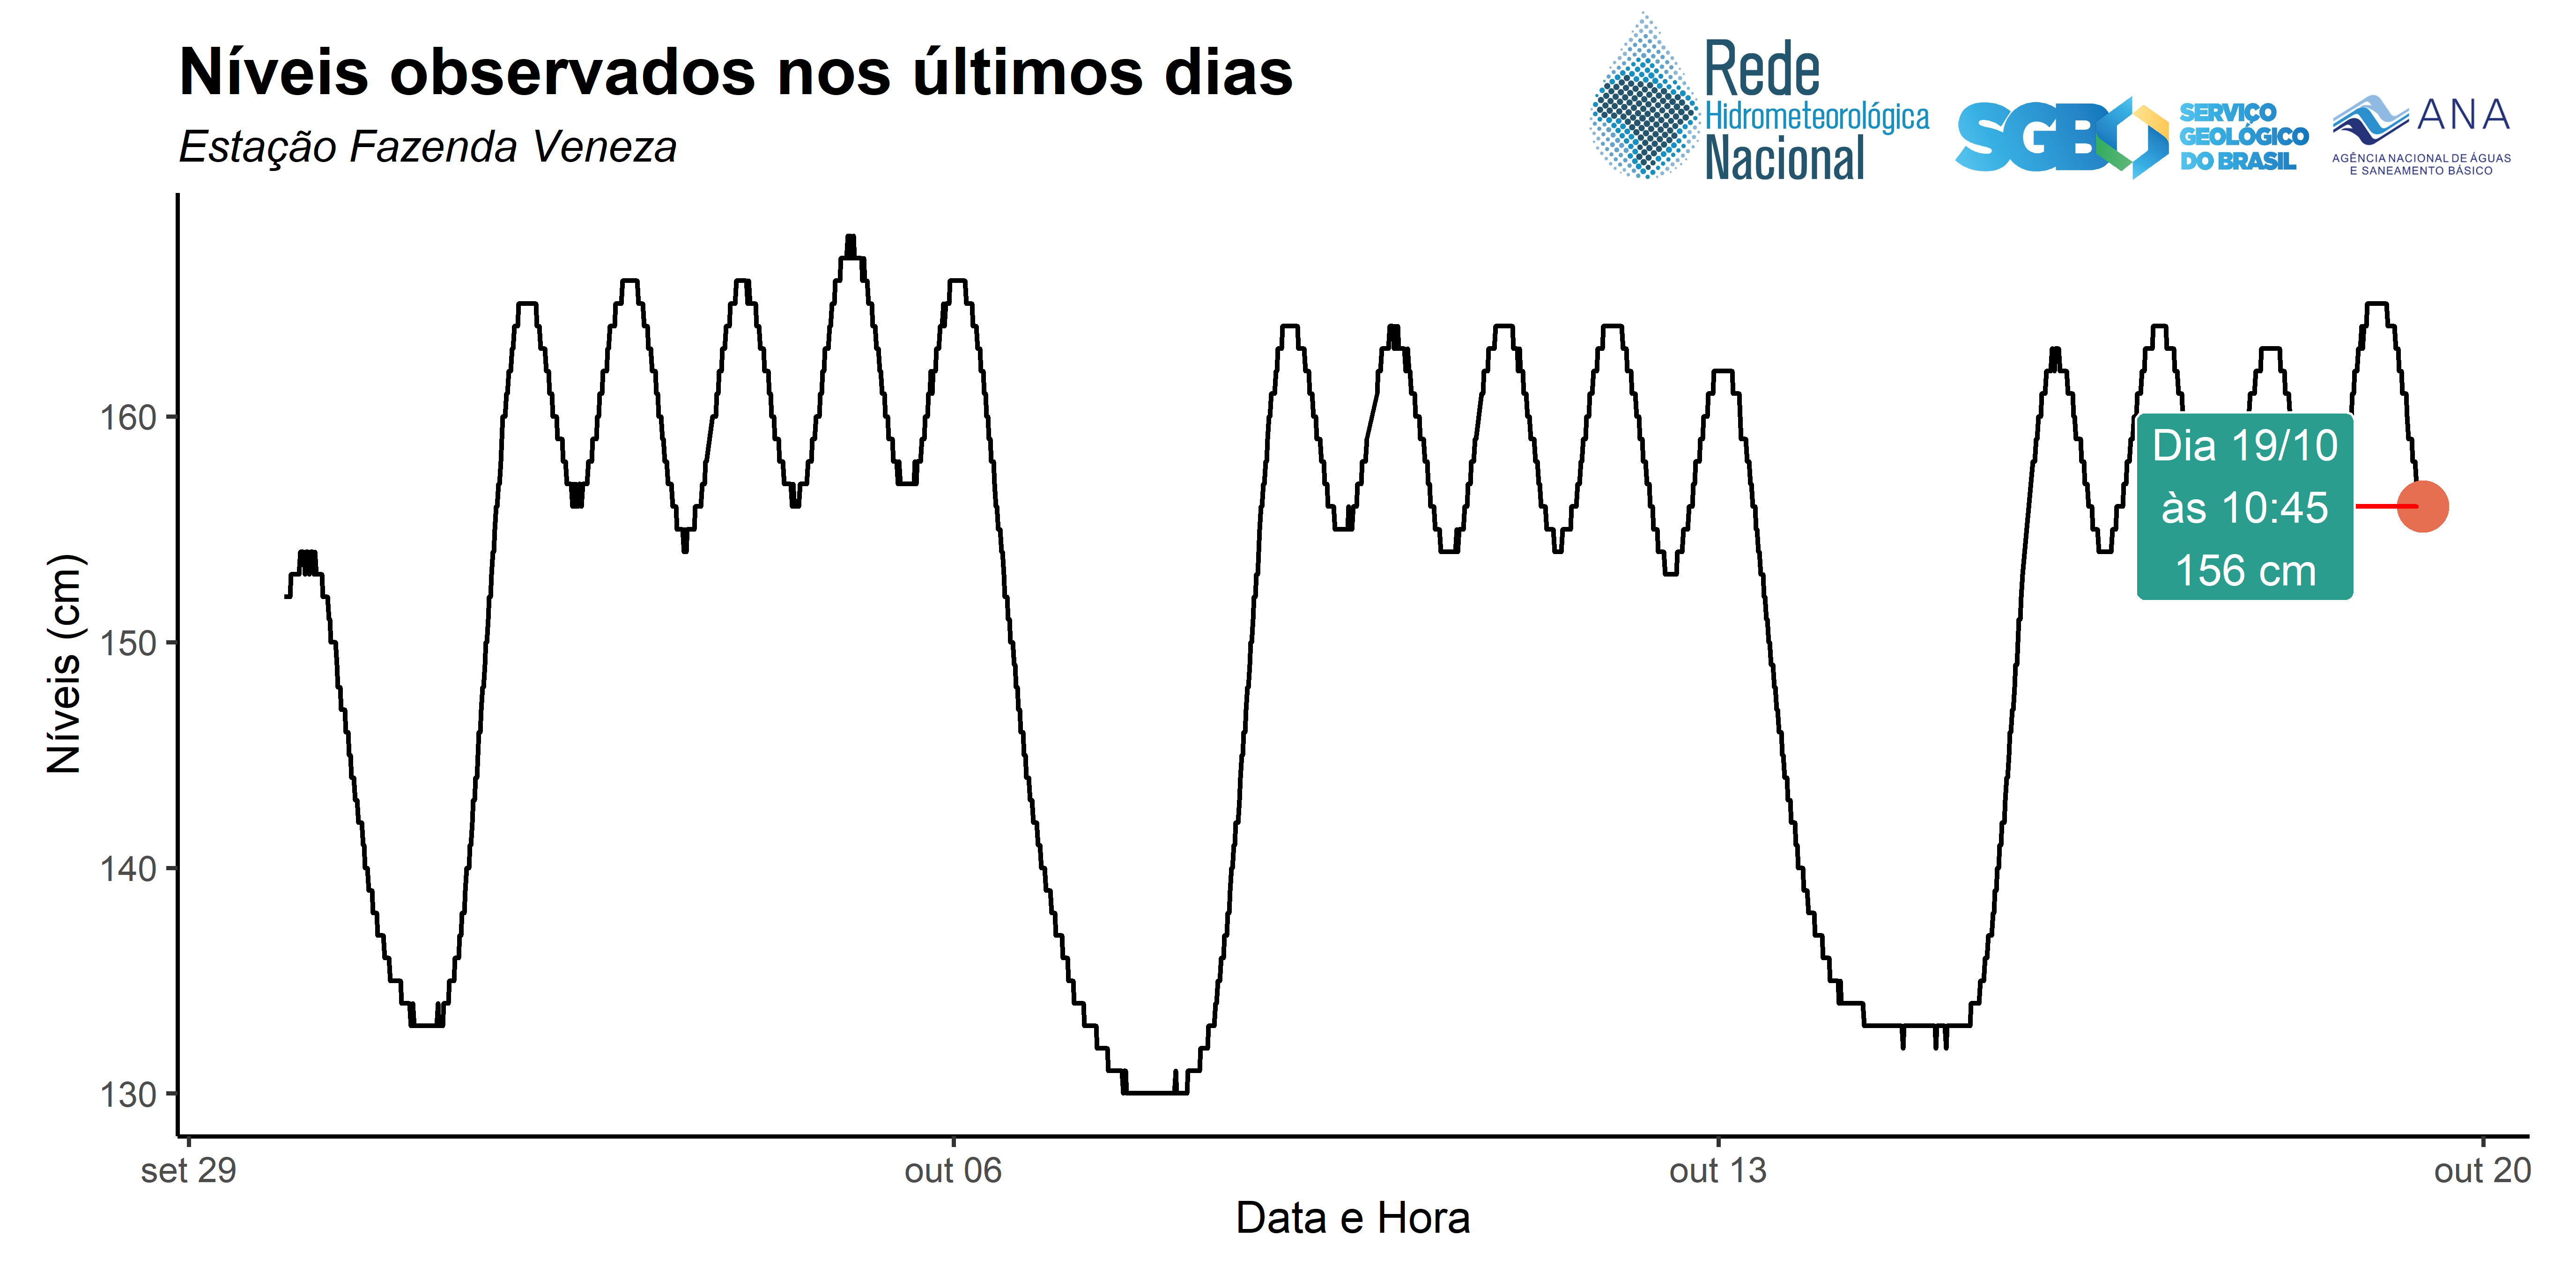 Níveis observados nos últimos dias
Estação Fazenda Veneza
Rede
Hidrometeorológica
Nacional
SGB
SERVIÇO
GEOLÓGICO
DO BRASIL
ANA
AGÊNCIA NACIONAL DE ÁGUAS
E SANEAMENTO BÁSICO
Níveis (cm)
160
150
140
130
Dia 19/10
às 10:45
156 cm
set 29
out 06
out 13
out 20
Data e Hora